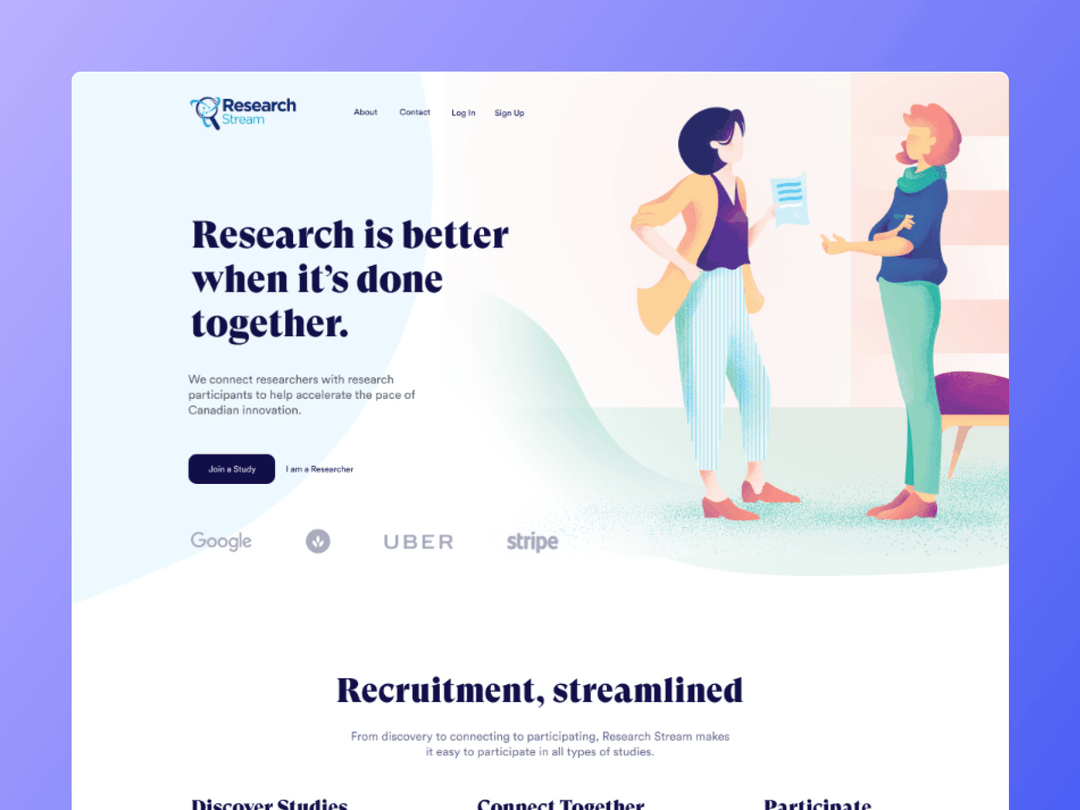 Research
Stream
About Contact Log In Sign Up
Research is better
when it’s done
together.
We connect researchers with research
participants to help accelerate the pace of
Canadian innovation.
Join a Study I am a Researcher
Google UBER stripe
Recruitment, streamlined
From discovery to connecting to participating, Research Stream makes
it easy to participate in all types of studies.
Discover Studies Connect Together Participate